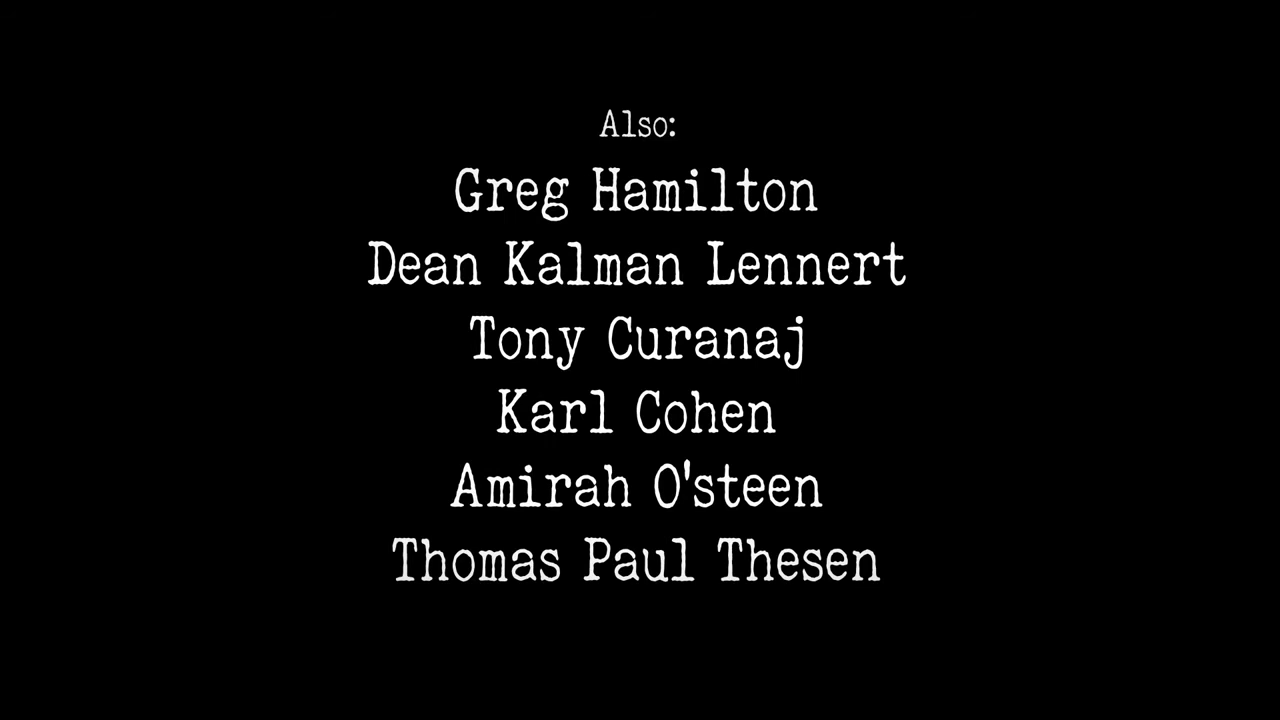 Also:
Greg Hamilton
Dean Kalman Lennert
Tony Curanaj
Karl Cohen
Amirah O'steen
Thomas Paul Thesen